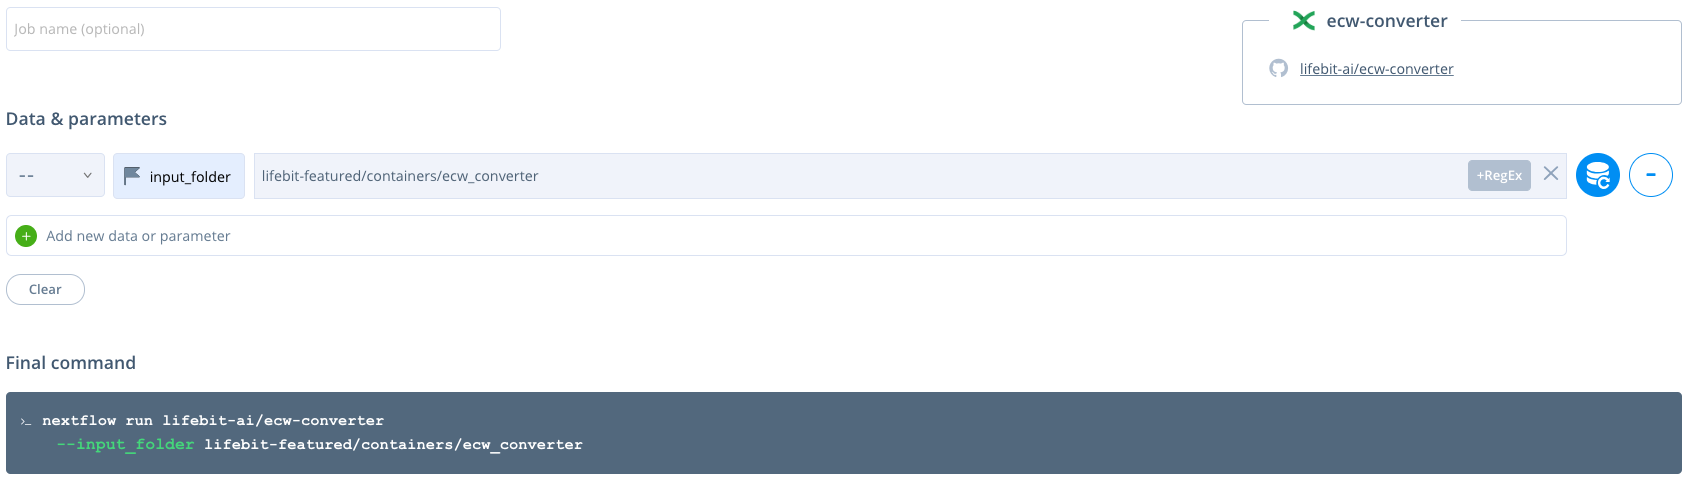 Job name (optional)
ecw-converter
lifebit-ai/ecw-converter
Data & parameters
--
input_folder
lifebit-featured/containers/ecw_converter
+RegEx
Add new data or parameter
Clear
Final command
>_ nextflow run lifebit-ai/ecw-converter
--input_folder lifebit-featured/containers/ecw_converter